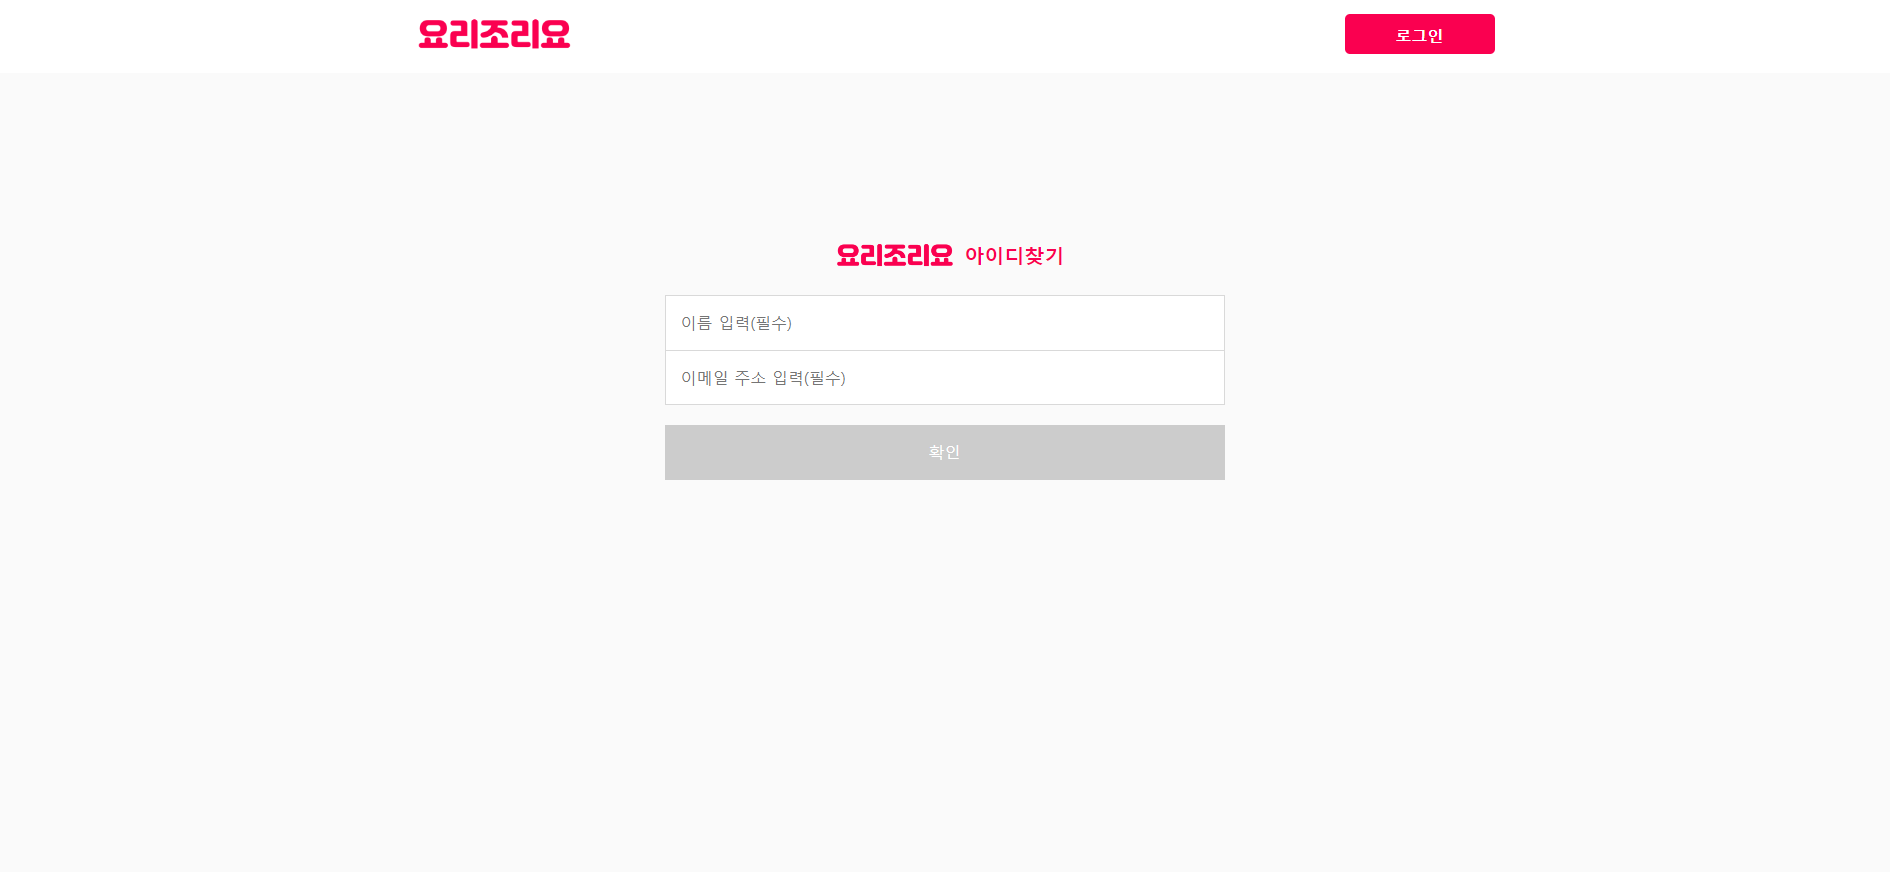 요리조리요
로그인
요리조리요 아이디찾기
이름 입력(필수)
이메일 주소 입력(필수)
확인